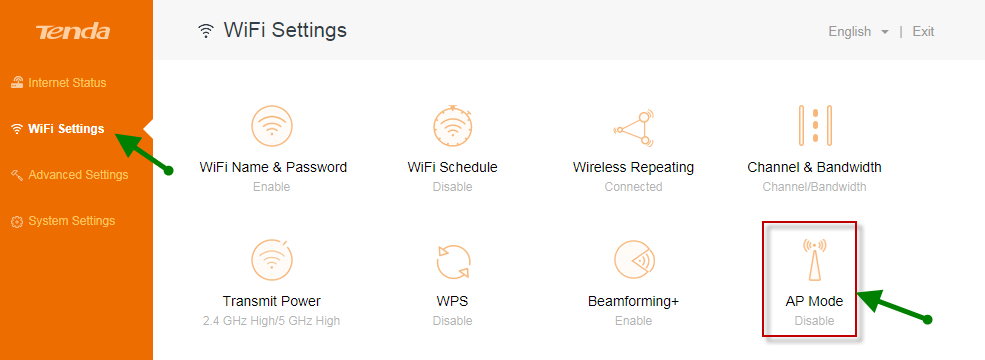 Tenda
WiFi Settings
English | Exit
Internet Status
WiFi Settings
Advanced Settings
System Settings
WiFi Name & Password
Enable
WiFi Schedule
Disable
Wireless Repeating
Connected
Channel & Bandwidth
Channel/Bandwidth
Transmit Power
2.4 GHz High/5 GHz High
WPS
Disable
Beamforming+
Enable
AP Mode
Disable